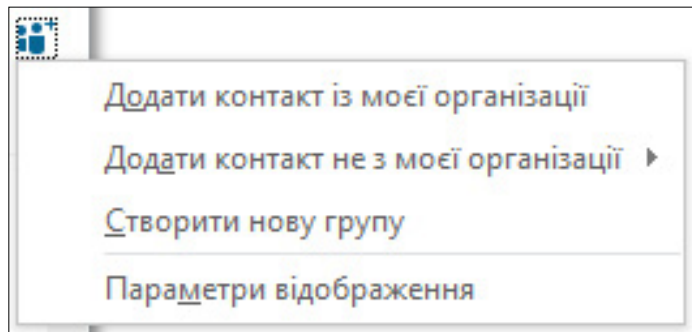 Додати контакт із моєї організації
Додати контакт не з моєї організації
Створити нову групу
Параметри відображення